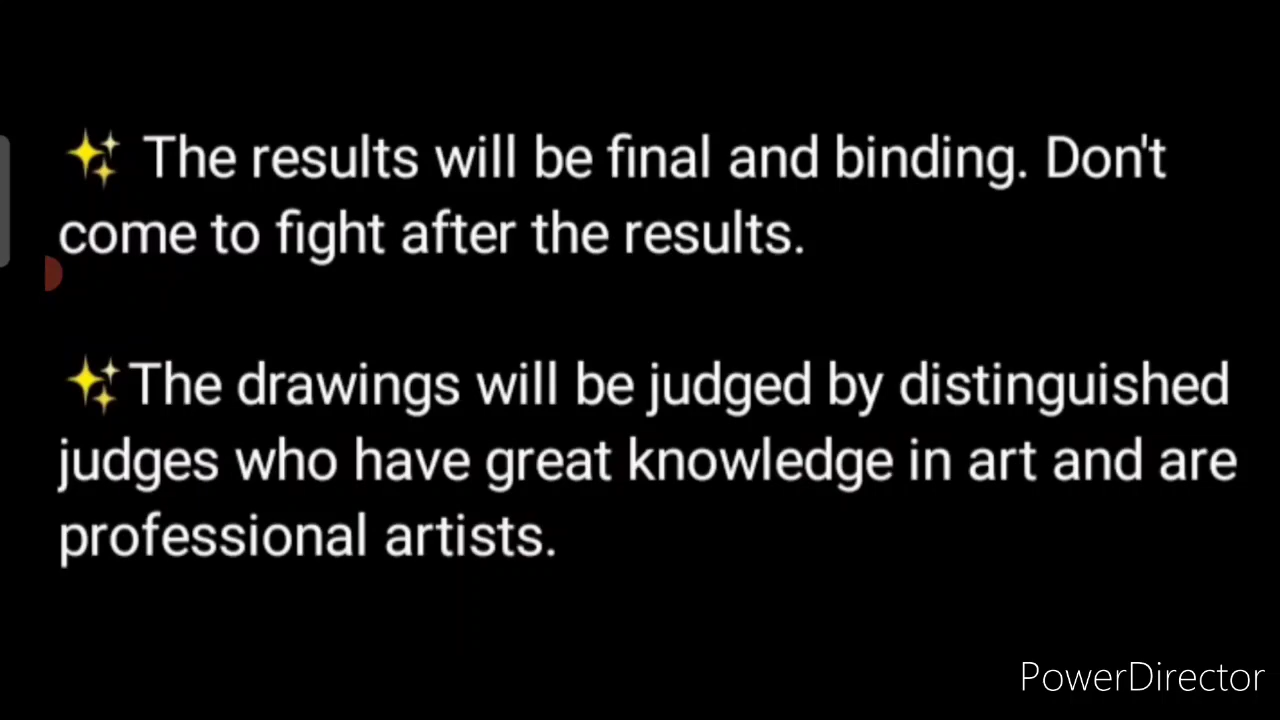 ✨ The results will be final and binding. Don't
come to fight after the results.
✨The drawings will be judged by distinguished
judges who have great knowledge in art and are
professional artists.
PowerDirector